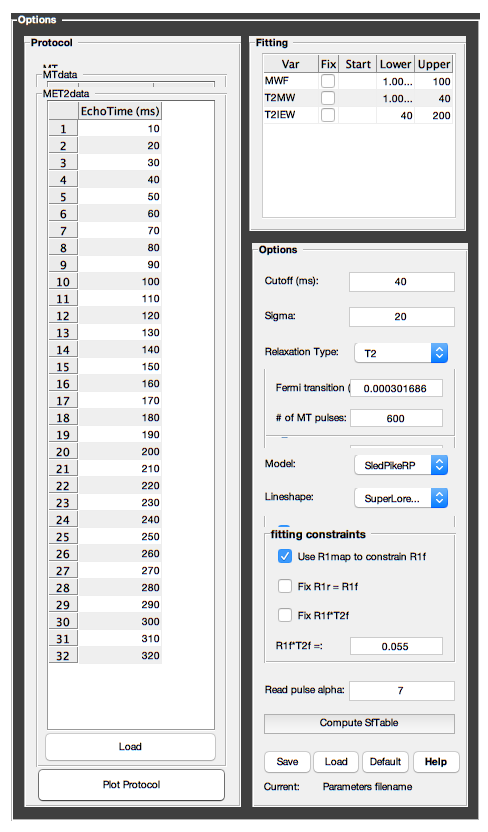 Options
Protocol
MT
MTdata
MET2data
EchoTime (ms)
1 10
2 20
3 30
4 40
5 50
6 60
7 70
8 80
9 90
10 100
11 110
12 120
13 130
14 140
15 150
16 160
17 170
18 180
19 190
20 200
21 210
22 220
23 230
24 240
25 250
26 260
27 270
28 280
29 290
30 300
31 310
32 320
Load
Plot Protocol
Fitting
Var Fix Start Lower Upper
MWF 1.00... 100
T2MW 1.00... 40
T2IEW 40 200
Options
Cutoff (ms): 40
Sigma: 20
Relaxation Type: T2
Fermi transition ( 0.000301686
# of MT pulses: 600
Model: SledPikeRP
Lineshape: SuperLore...
fitting constraints
Use R1map to constrain R1f
Fix R1r = R1f
Fix R1f*T2f
R1f*T2f =: 0.055
Read pulse alpha: 7
Compute SfTable
Save Load Default Help
Current: Parameters filename